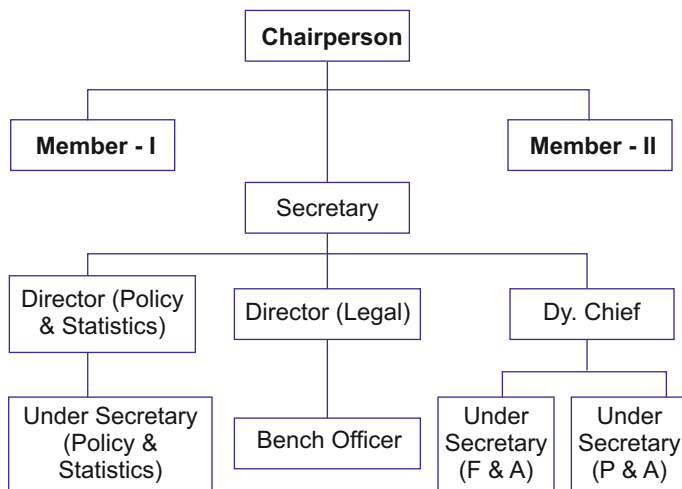 Chairperson
Member - I
Member - II
Secretary
Director (Policy
& Statistics)
Director (Legal)
Dy. Chief
Under Secretary
(Policy &
Statistics)
Bench Officer
Under
Secretary
(F & A)
Under
Secretary
(P & A)